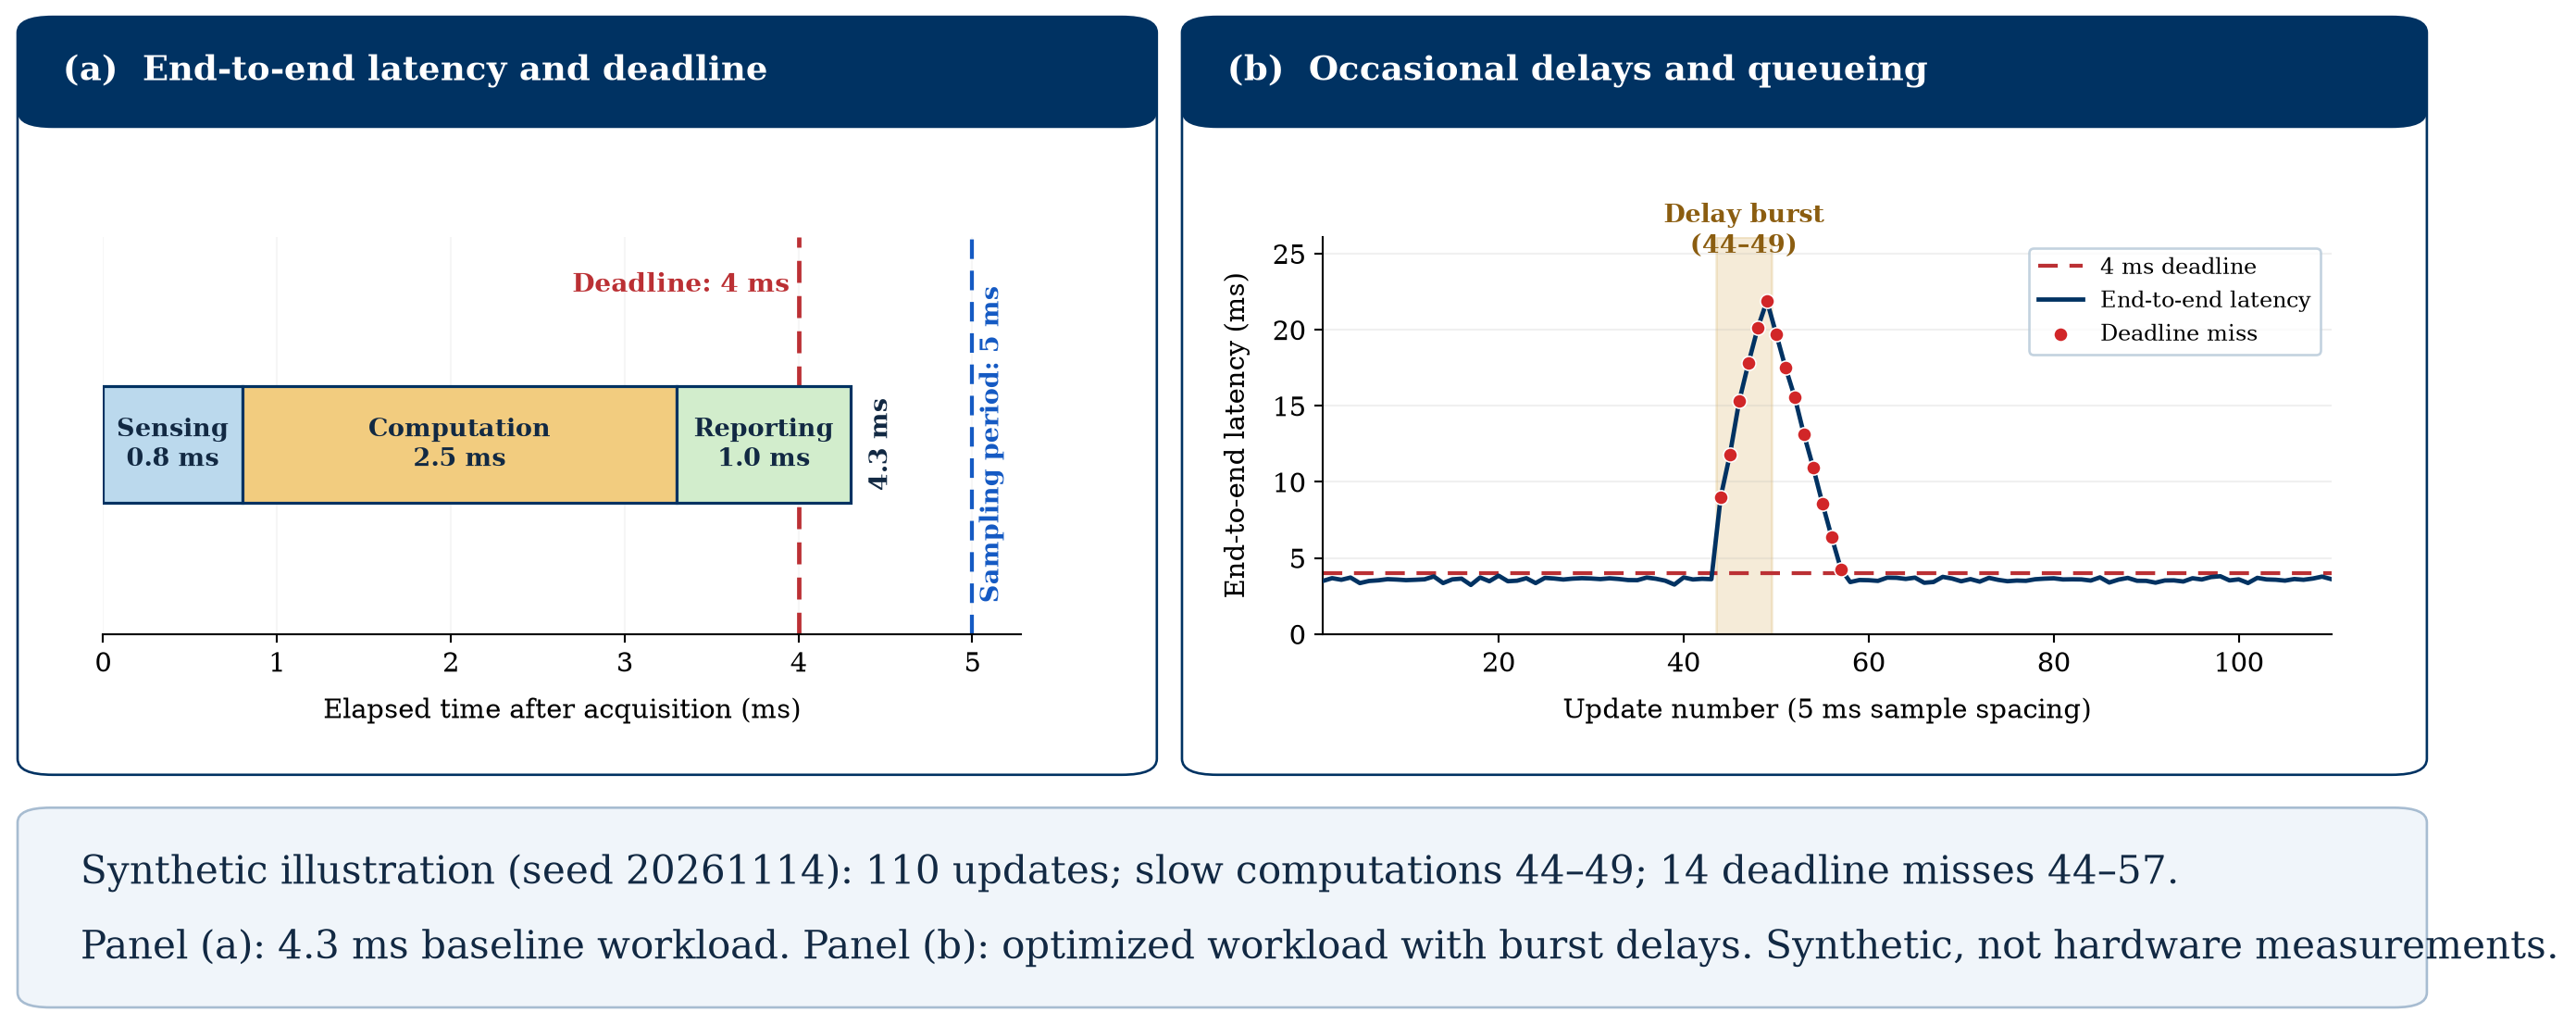 (a) End-to-end latency and deadline
Deadline: 4 ms
Sampling period: 5 ms
Sensing
0.8 ms
Computation
2.5 ms
Reporting
1.0 ms
4.3 ms
0 1 2 3 4 5
Elapsed time after acquisition (ms)
(b) Occasional delays and queueing
Delay burst
(44–49)
4 ms deadline
End-to-end latency
Deadline miss
End-to-end latency (ms)
25
20
15
10
5
0
20 40 60 80 100
Update number (5 ms sample spacing)
Synthetic illustration (seed 20261114): 110 updates; slow computations 44–49; 14 deadline misses 44–57.
Panel (a): 4.3 ms baseline workload. Panel (b): optimized workload with burst delays. Synthetic, not hardware measurements.